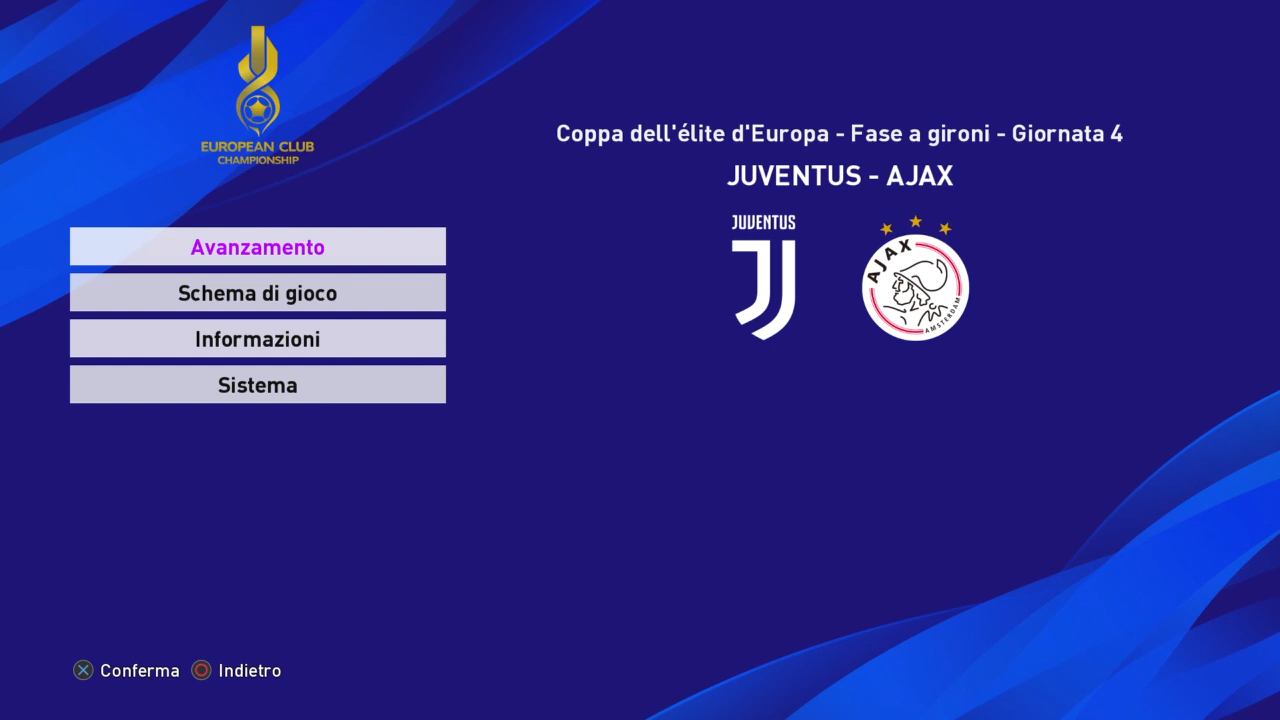 EUROPEAN CLUB
CHAMPIONSHIP
Coppa dell'élite d'Europa - Fase a gironi - Giornata 4
JUVENTUS - AJAX
JUVENTUS
AJAX
AMSTERDAM
Avanzamento
Schema di gioco
Informazioni
Sistema
Conferma
Indietro